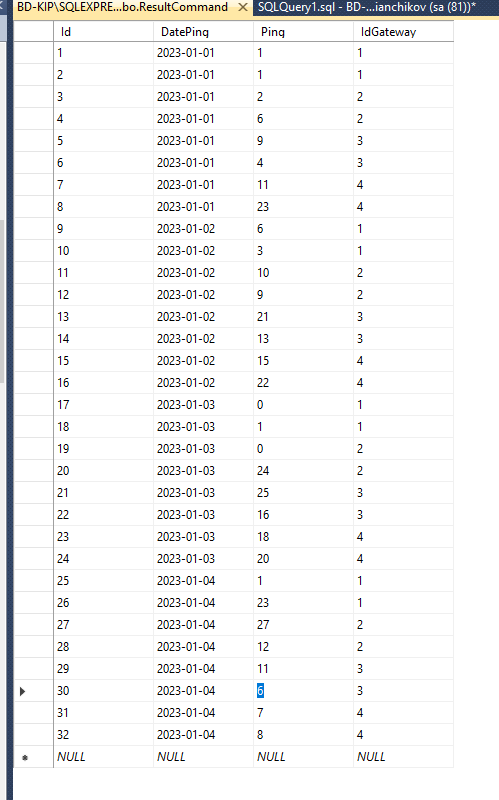 BD-KIP\SQLEXPRE...bo.ResultCommand SQLQuery1.sql - BD-...ianchikov (sa (81))*
Id DatePing Ping IdGateway
1 2023-01-01 1 1
2 2023-01-01 1 1
3 2023-01-01 2 2
4 2023-01-01 6 2
5 2023-01-01 9 3
6 2023-01-01 4 3
7 2023-01-01 11 4
8 2023-01-01 23 4
9 2023-01-02 6 1
10 2023-01-02 3 1
11 2023-01-02 10 2
12 2023-01-02 9 2
13 2023-01-02 21 3
14 2023-01-02 13 3
15 2023-01-02 15 4
16 2023-01-02 22 4
17 2023-01-03 0 1
18 2023-01-03 1 1
19 2023-01-03 0 2
20 2023-01-03 24 2
21 2023-01-03 25 3
22 2023-01-03 16 3
23 2023-01-03 18 4
24 2023-01-03 20 4
25 2023-01-04 1 1
26 2023-01-04 23 1
27 2023-01-04 27 2
28 2023-01-04 12 2
29 2023-01-04 11 3
30 2023-01-04 6 3
31 2023-01-04 7 4
32 2023-01-04 8 4
NULL NULL NULL NULL